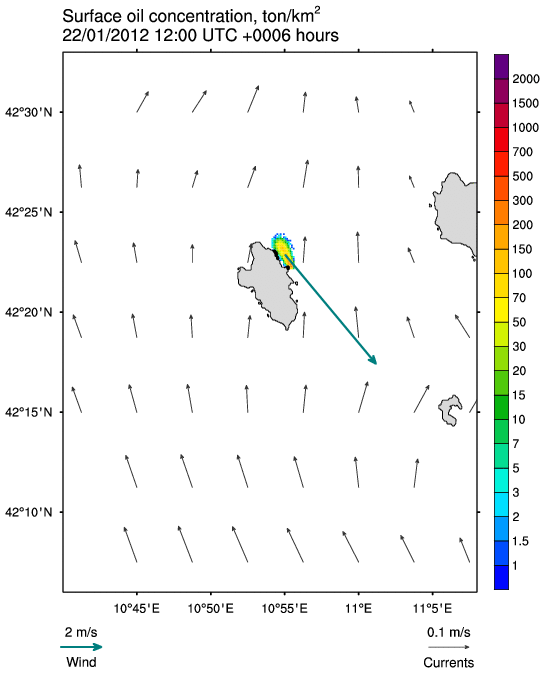 Surface oil concentration, ton/km²
22/01/2012 12:00 UTC +0006 hours
42°30'N
42°25'N
42°20'N
42°15'N
42°10'N
10°45'E 10°50'E 10°55'E 11°E 11°5'E
2000
1500
1000
700
500
300
200
150
100
70
50
30
20
15
10
7
5
3
2
1.5
1
2 m/s
Wind
0.1 m/s
Currents